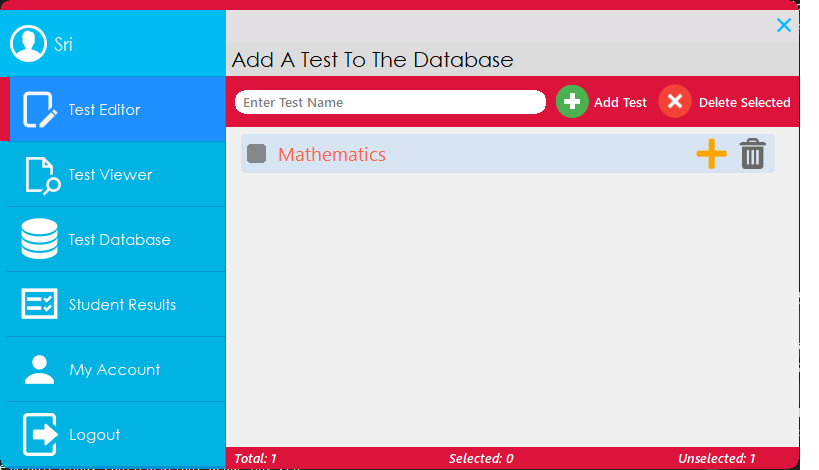 Sri
Test Editor
Test Viewer
Test Database
Student Results
My Account
Logout
Add A Test To The Database
Enter Test Name
Add Test
Delete Selected
Mathematics
Total: 1
Selected: 0
Unselected: 1